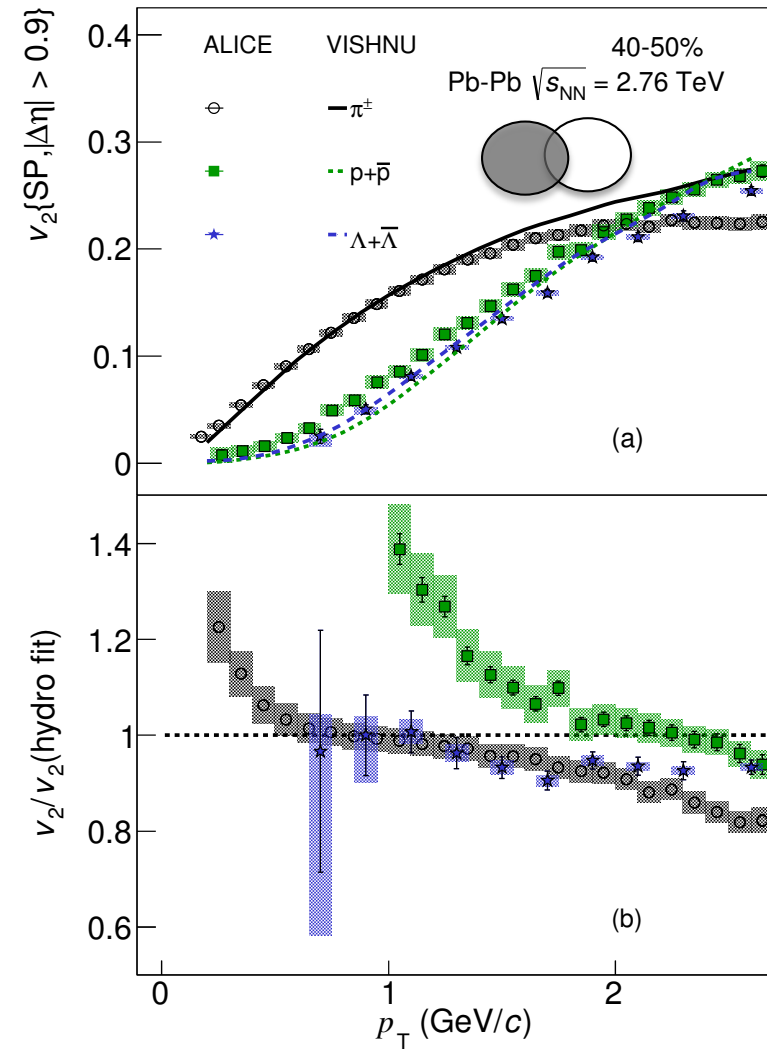 0.4
0.3
0.2
0.1
0
v₂{SP,|Δη| > 0.9}
ALICE VISHNU
π±
p+p̅
Λ+Λ̅
40-50%
Pb-Pb √s_NN = 2.76 TeV
(a)
1.4
1.2
1
0.8
0.6
v₂/v₂(hydro fit)
(b)
0 1 2
p_T (GeV/c)